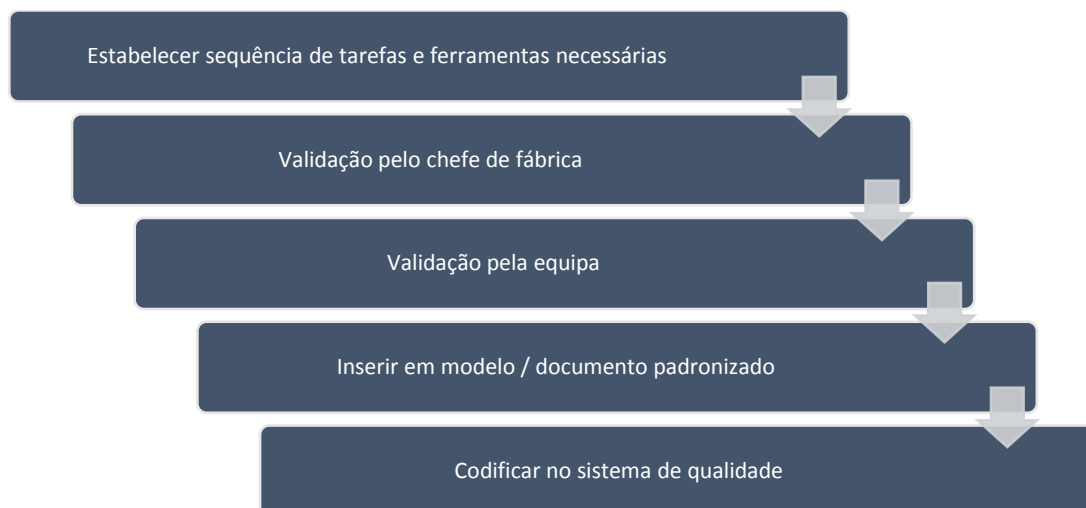 Estabelecer sequência de tarefas e ferramentas necessárias
Validação pelo chefe de fábrica
Validação pela equipa
Inserir em modelo / documento padronizado
Codificar no sistema de qualidade